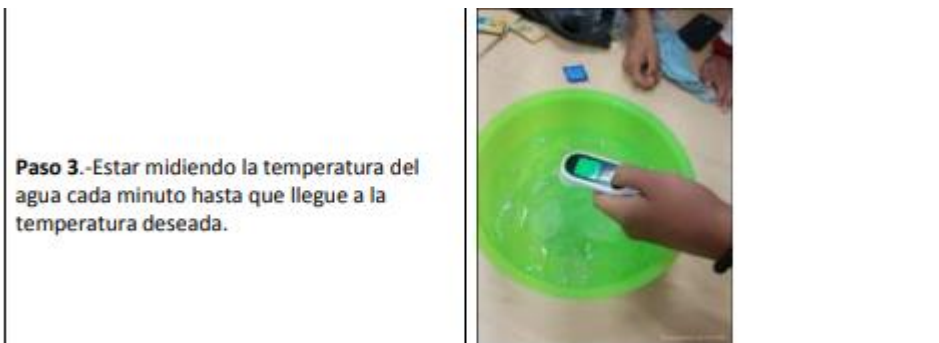 Paso 3.-Estar midiendo la temperatura del
agua cada minuto hasta que llegue a la
temperatura deseada.